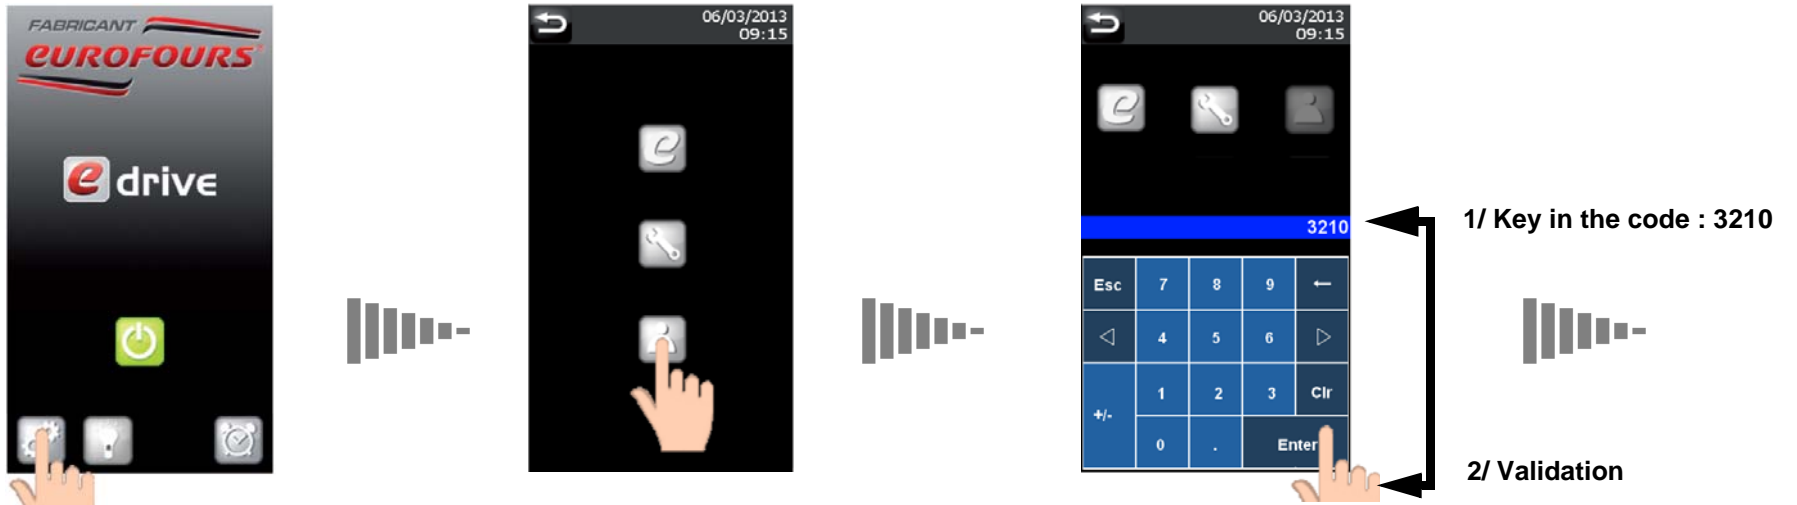 FABRICANT
EUROFOURS®
e drive
06/03/2013
09:15
e
06/03/2013
09:15
e
3210
Esc 7 8 9 ←
◁ 4 5 6 ▷
+/- 1 2 3 Clr
0 . Enter
1/ Key in the code : 3210
2/ Validation